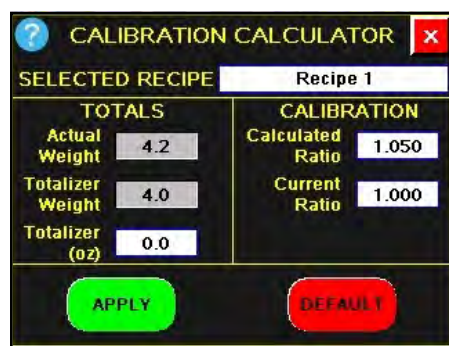 ? CALIBRATION CALCULATOR X
SELECTED RECIPE Recipe 1
TOTALS
Actual Weight 4.2
Totalizer Weight 4.0
Totalizer (oz) 0.0
CALIBRATION
Calculated Ratio 1.050
Current Ratio 1.000
APPLY
DEFAULT